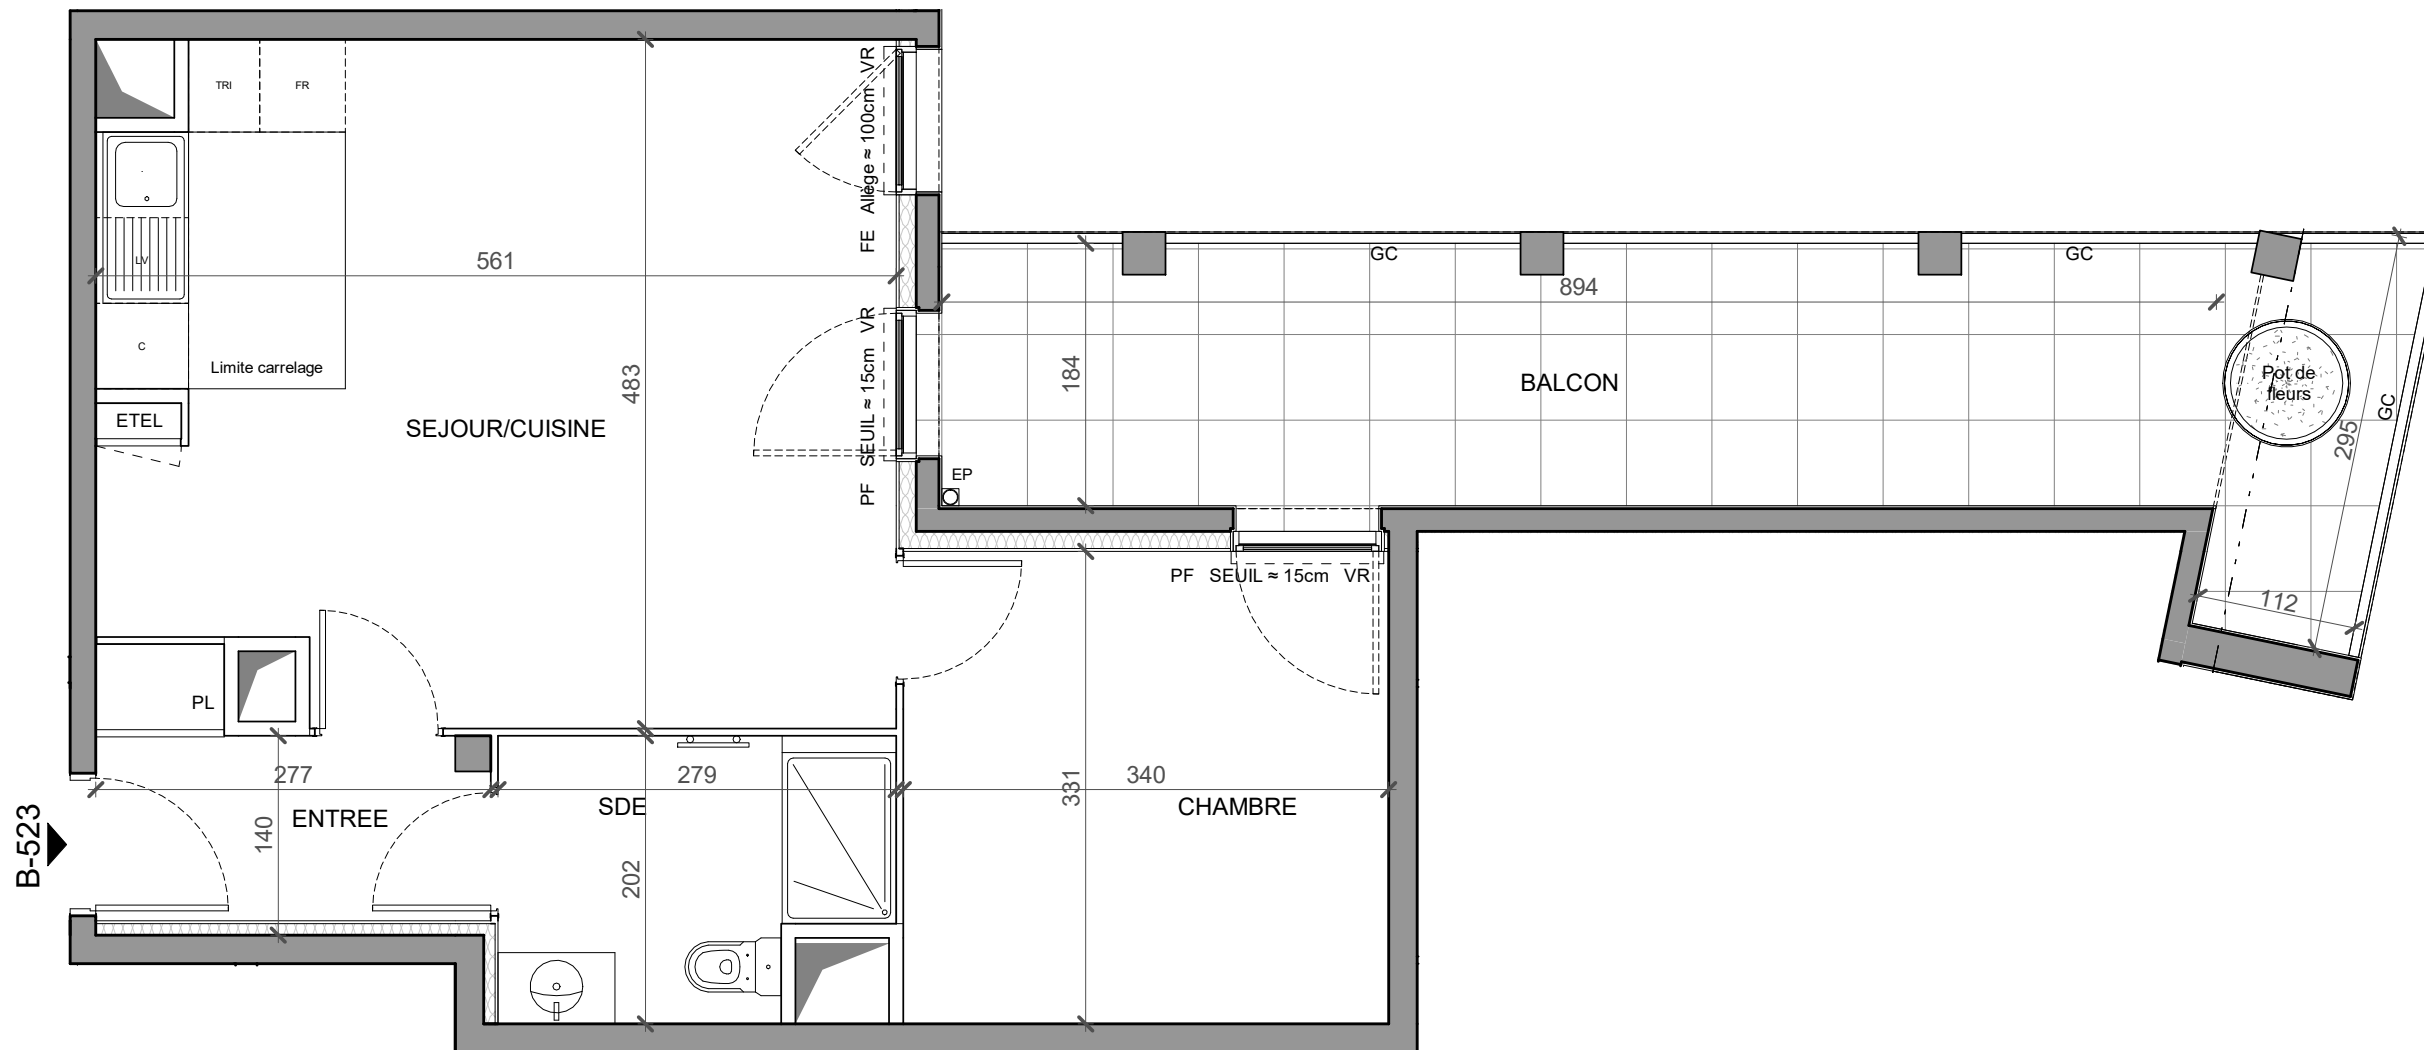 TRI
FR
FE Allège ≈ 100cm VR
561
LV
GC
GC
894
C
Limite carrelage
ETEL
SEJOUR/CUISINE
483
PF SEUIL ≈ 15cm VR
184
BALCON
Pot de
fleurs
GC
295
EP
PF SEUIL ≈ 15cm VR
112
PL
277
279
331
340
B-523
140
ENTREE
SDE
CHAMBRE
202